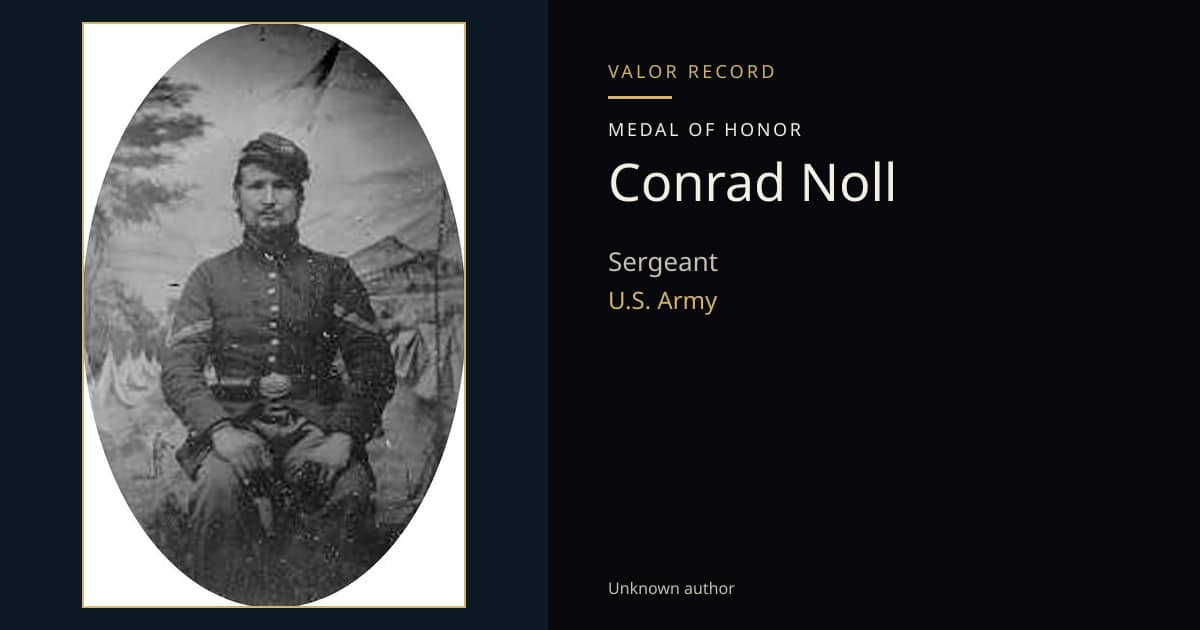 VALOR RECORD
MEDAL OF HONOR
Conrad Noll
Sergeant
U.S. Army
Unknown author